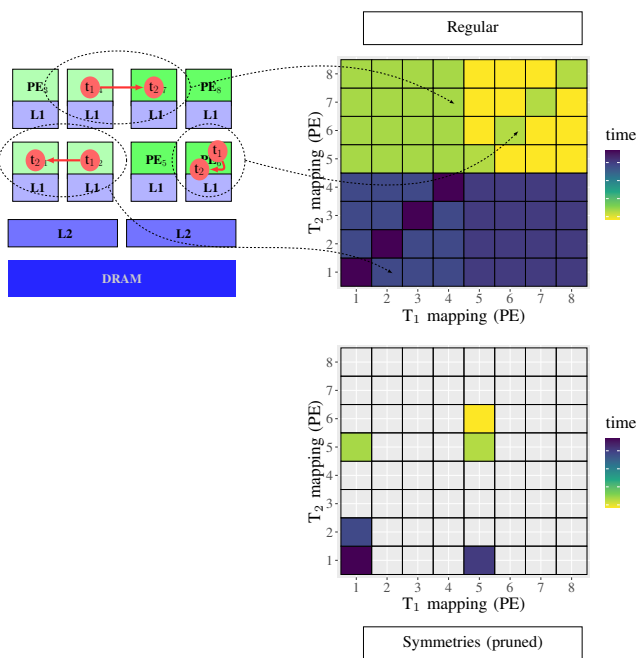 Regular
PE₃ t₁ t₂ PE₈
L1 L1 L1 L1
t₂ t₁ PE₅ PE₆ t₁ t₂
L1 L1 L1 L1
L2 L2
DRAM
T₂ mapping (PE)
8
7
6
5
4
3
2
1
1 2 3 4 5 6 7 8
T₁ mapping (PE)
time
T₂ mapping (PE)
8
7
6
5
4
3
2
1
1 2 3 4 5 6 7 8
T₁ mapping (PE)
time
Symmetries (pruned)